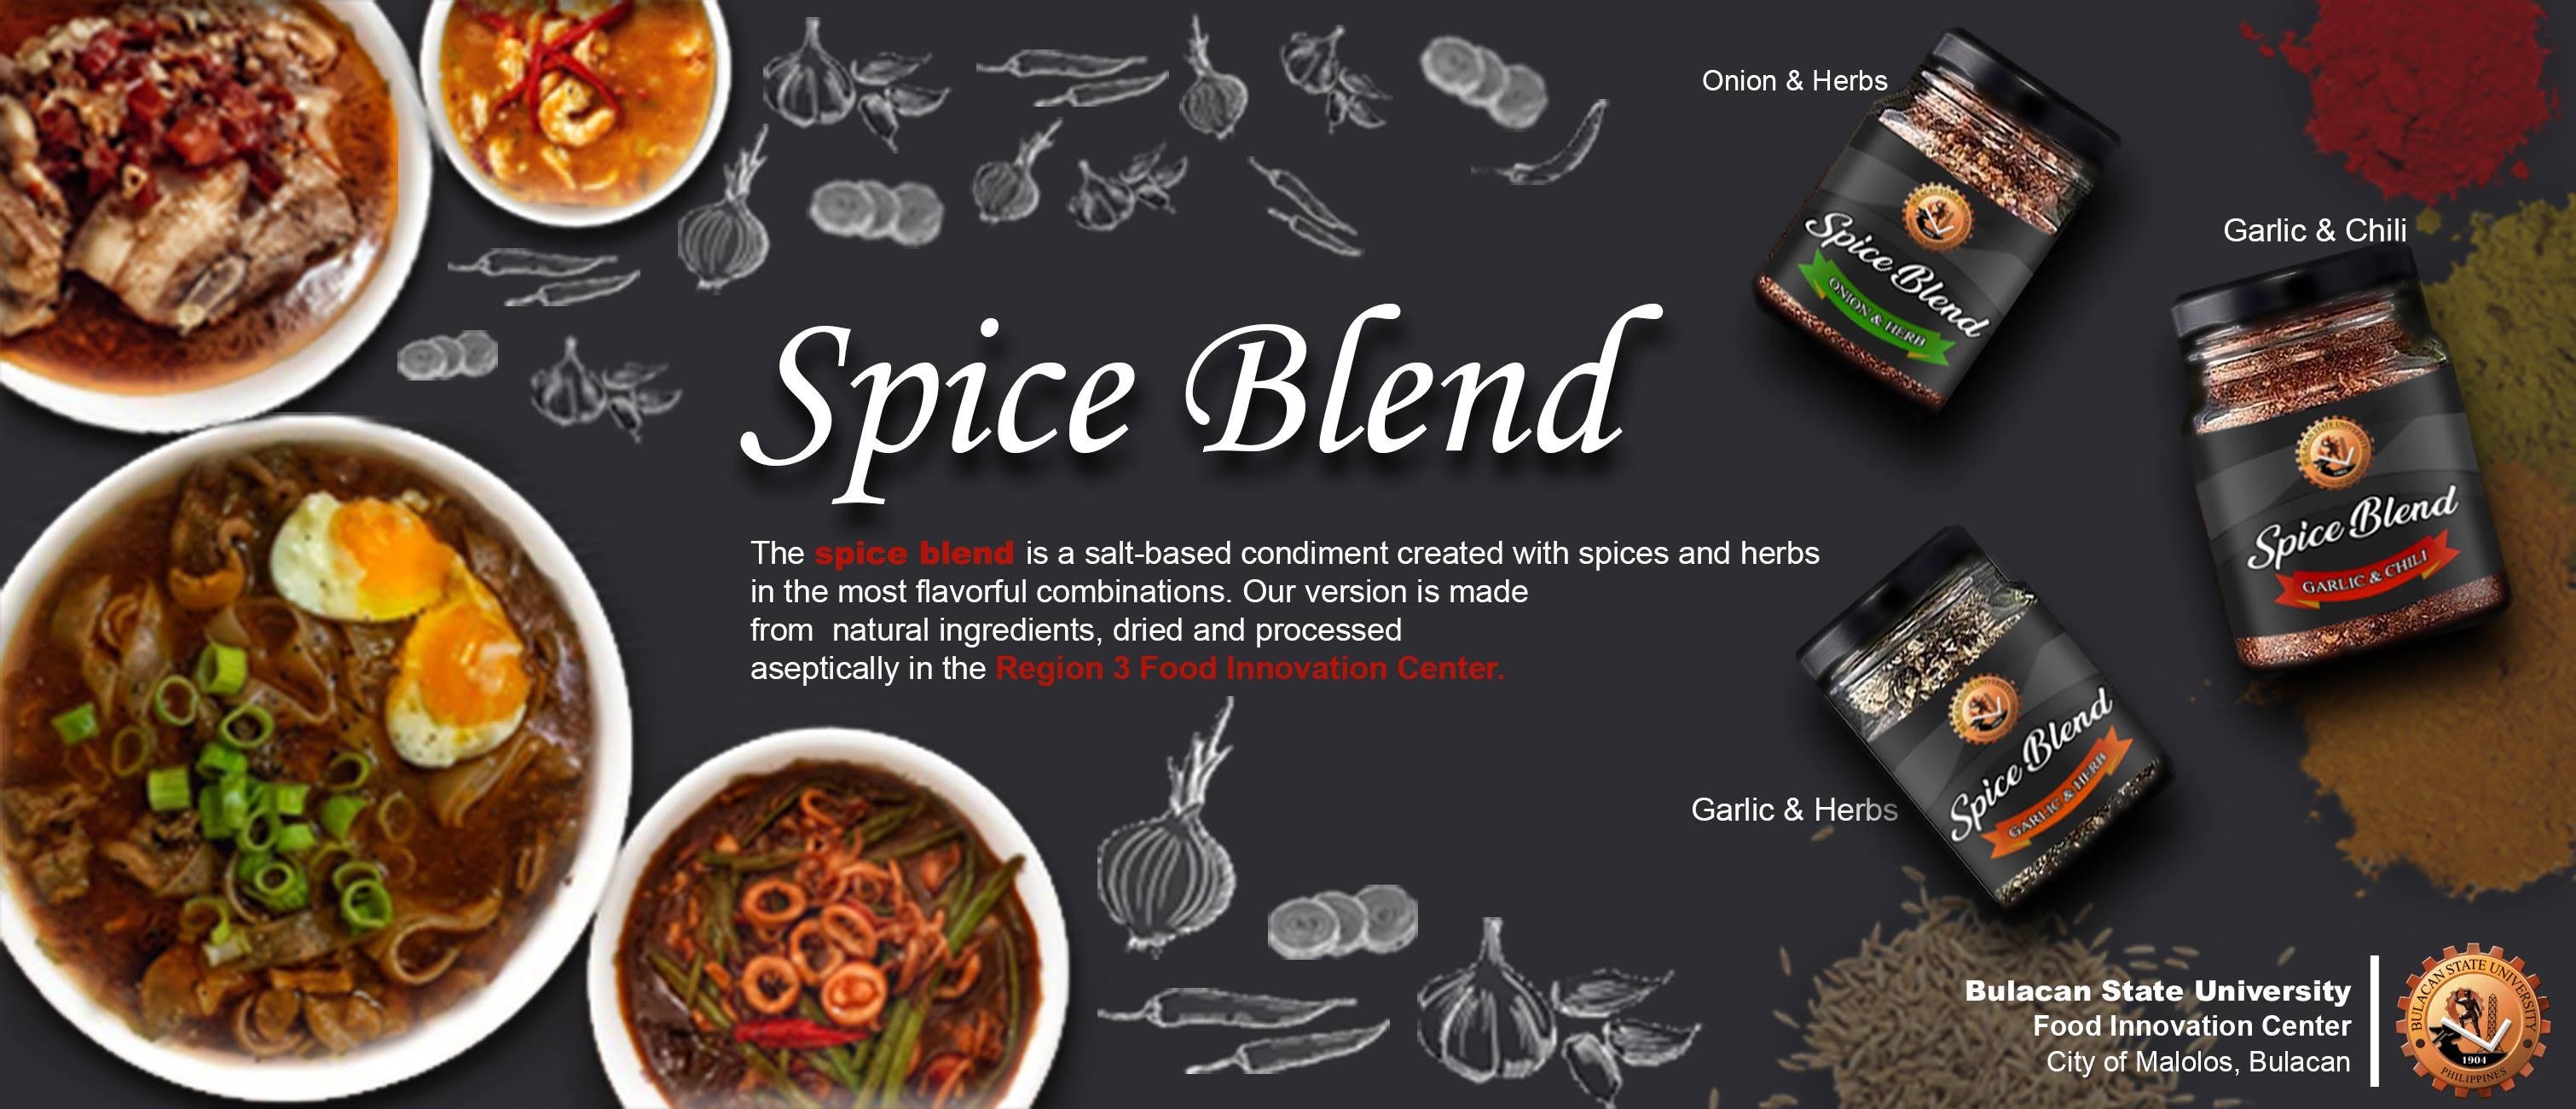 Onion & Herbs
Spice Blend
ONION & HERB
Garlic & Chili
BULACAN STATE UNIVERSITY
Spice Blend
GARLIC & CHILI
Spice Blend
The spice blend is a salt-based condiment created with spices and herbs
in the most flavorful combinations. Our version is made
from natural ingredients, dried and processed
aseptically in the Region 3 Food Innovation Center.
Spice Blend
GARLIC & HERB
Garlic & Herbs
Bulacan State University
Food Innovation Center
City of Malolos, Bulacan
BULACAN STATE UNIVERSITY
1904
PHILIPPINES